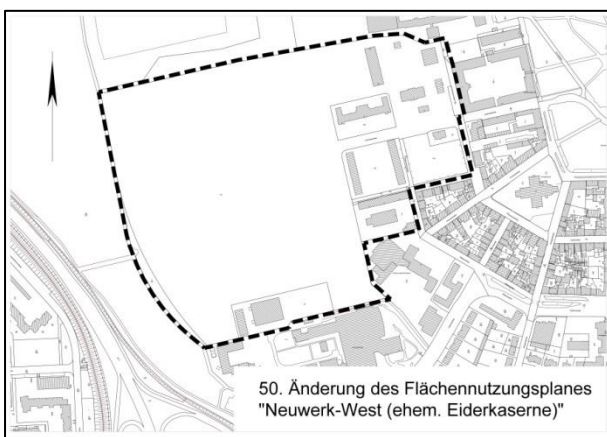 50. Änderung des Flächennutzungsplanes
"Neuwerk-West (ehem. Eiderkaserne)"